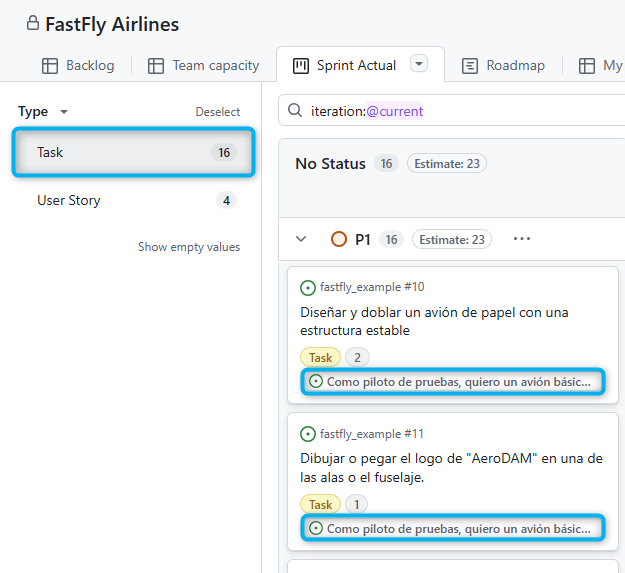 FastFly Airlines
Backlog
Team capacity
Sprint Actual
Roadmap
My
Type
Deselect
Task 16
User Story 4
Show empty values
iteration:@current
No Status 16 Estimate: 23
P1 16 Estimate: 23 ...
fastfly_example #10
Diseñar y doblar un avión de papel con una
estructura estable
Task 2
Como piloto de pruebas, quiero un avión básic...
fastfly_example #11
Dibujar o pegar el logo de "AeroDAM" en una de
las alas o el fuselaje.
Task 1
Como piloto de pruebas, quiero un avión básic...